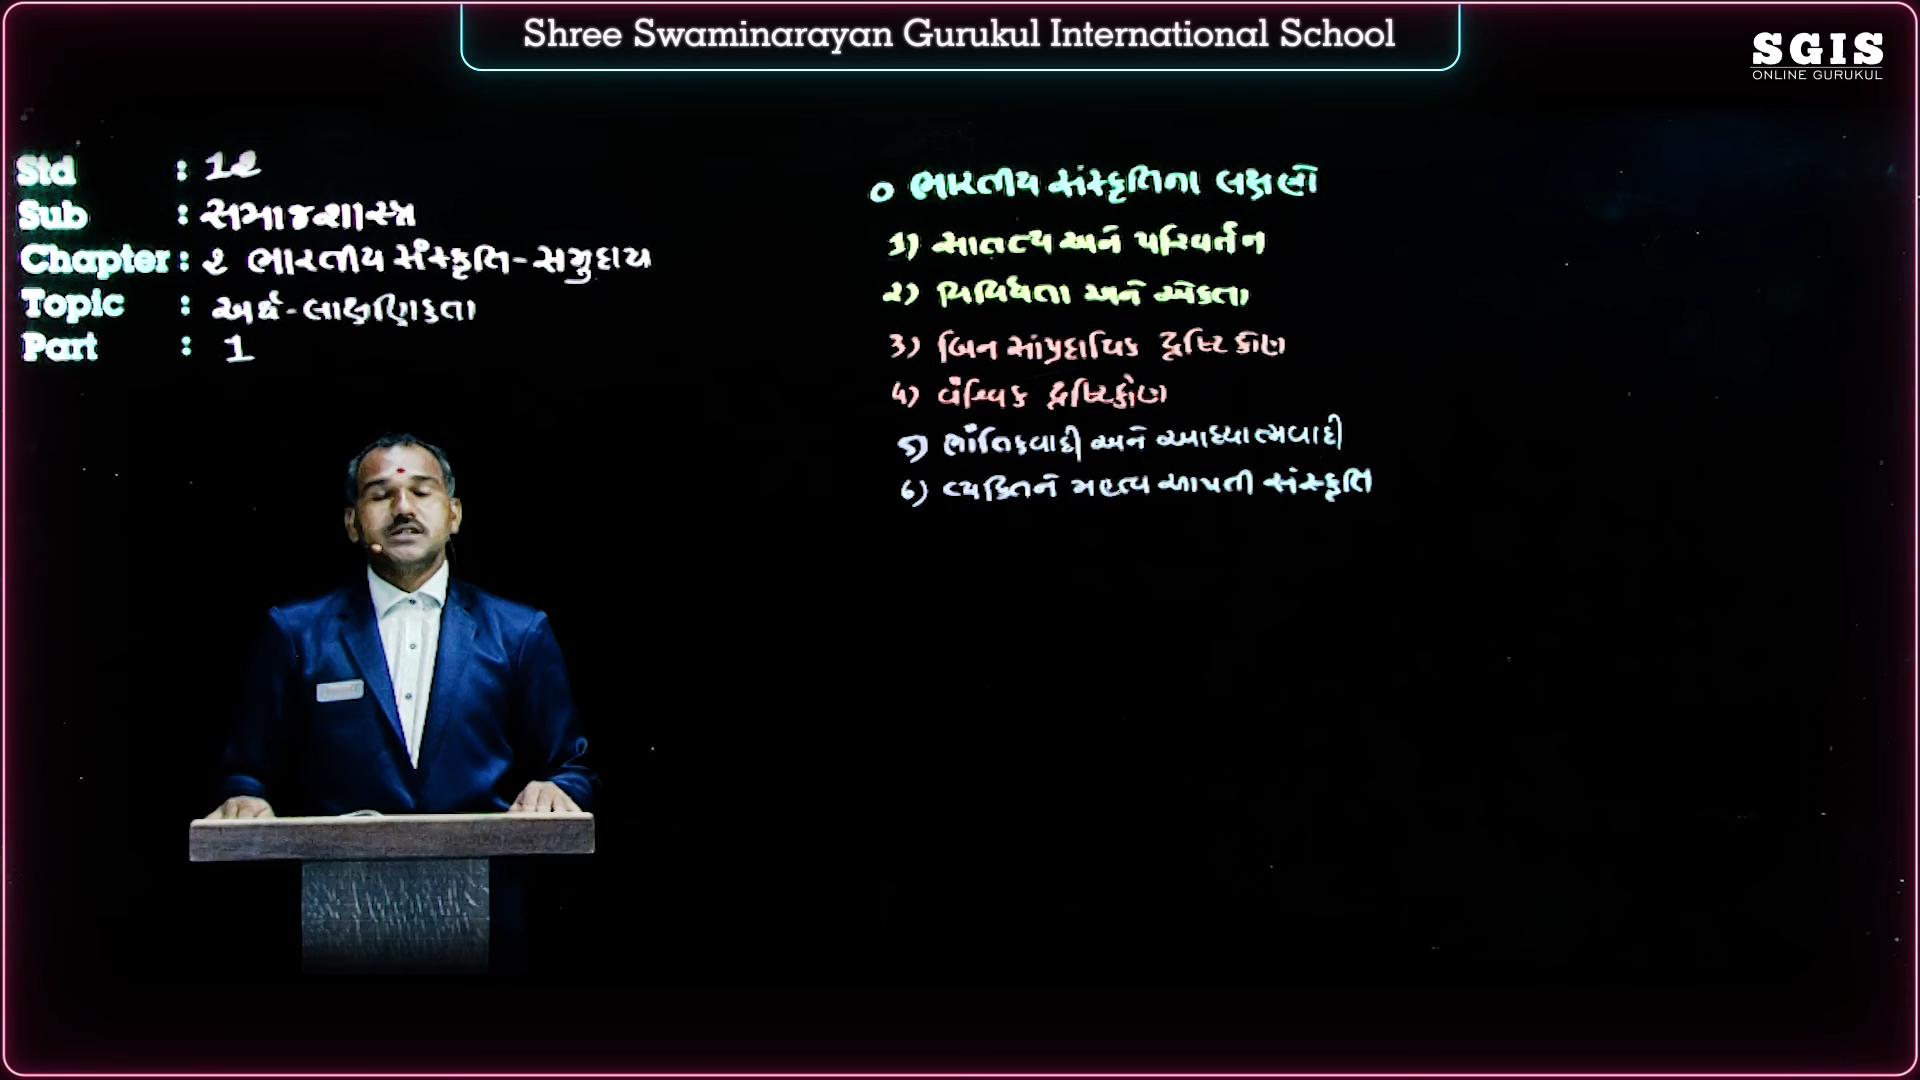 Shree Swaminarayan Gurukul International School
SGIS
ONLINE GURUKUL
Std : 12
Sub : સમાજશાસ્ત્ર
Chapter : ૨ ભારતીય સંસ્કૃતિ-સમુદાય
Topic : અર્થ-લાક્ષણિકતા
Part : 1
○ ભારતીય સંસ્કૃતિના લક્ષણો
1) સાતત્ય અને પરિવર્તન
2) વિવિધતા અને એકતા
3) બિન સાંપ્રદાયિક દ્રષ્ટિ કોણ
4) વૈશ્વિક દ્રષ્ટિકોણ
5) ભૌતિકવાદી અને આધ્યાત્મવાદી
6) વ્યક્તિને મહત્વ આપતી સંસ્કૃતિ